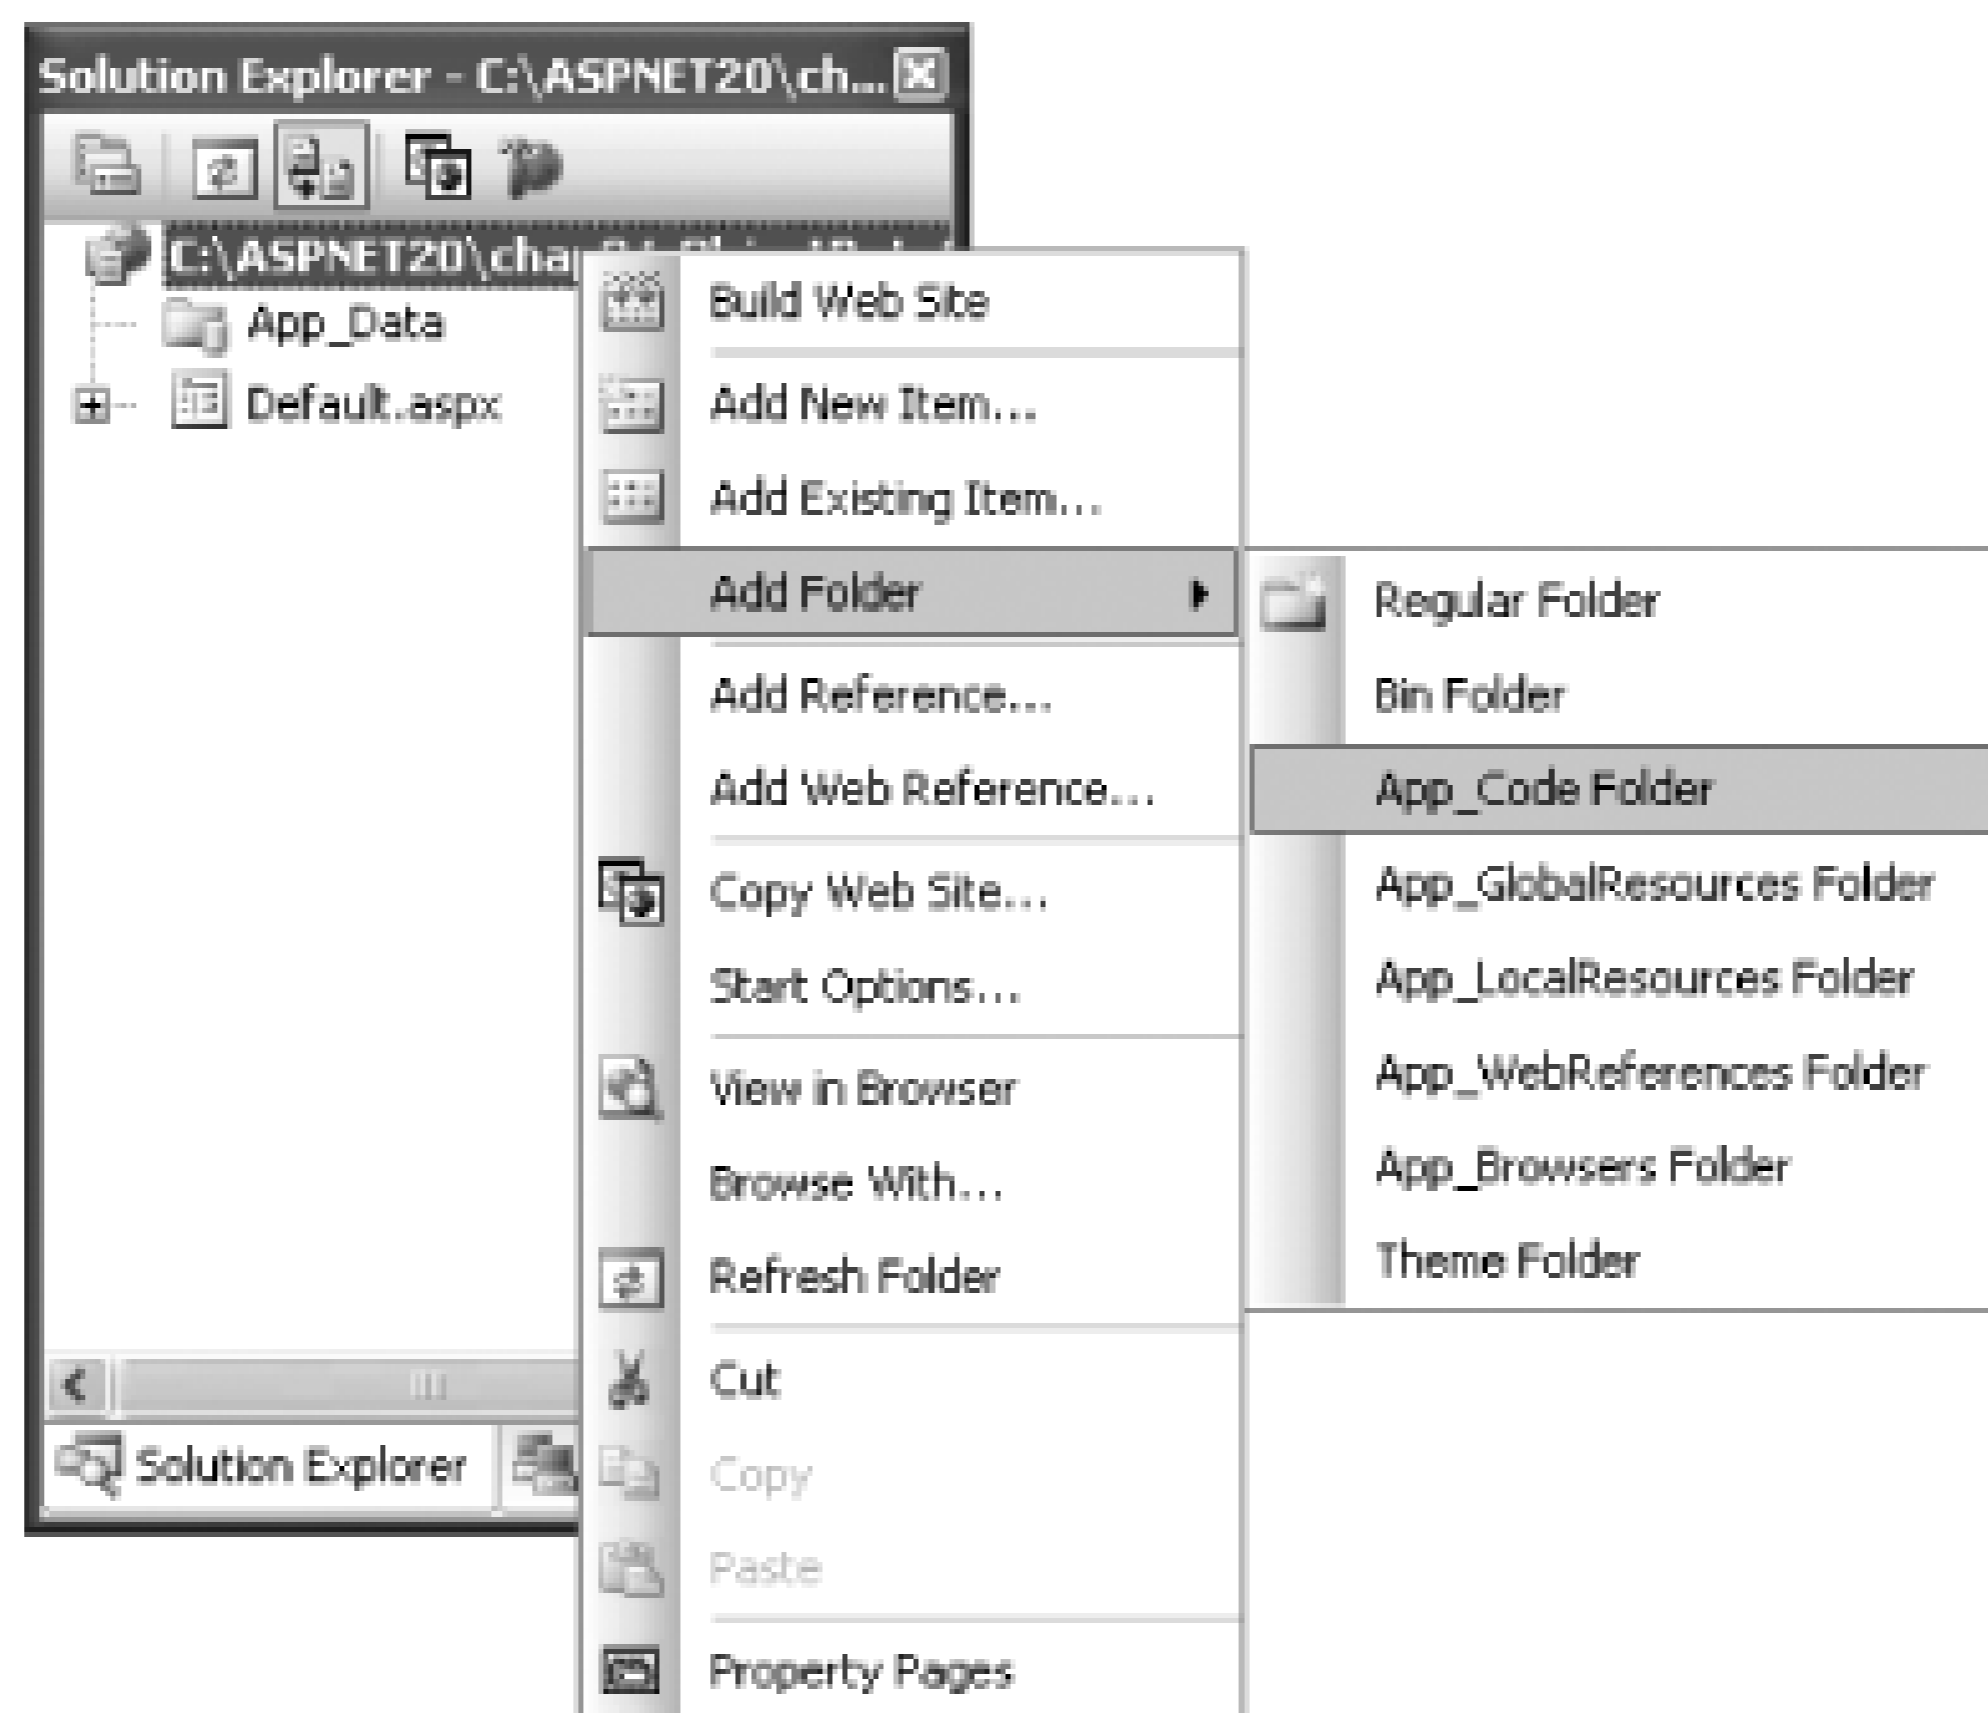 Solution Explorer - C:\ASPNET20\ch...
C:\ASPNET20\cha
App_Data
Default.aspx
Build Web Site
Add New Item...
Add Existing Item...
Add Folder
Add Reference...
Add Web Reference...
Copy Web Site...
Start Options...
View in Browser
Browse With...
Refresh Folder
Cut
Copy
Paste
Property Pages
Regular Folder
Bin Folder
App_Code Folder
App_GlobalResources Folder
App_LocalResources Folder
App_WebReferences Folder
App_Browsers Folder
Theme Folder
Solution Explorer